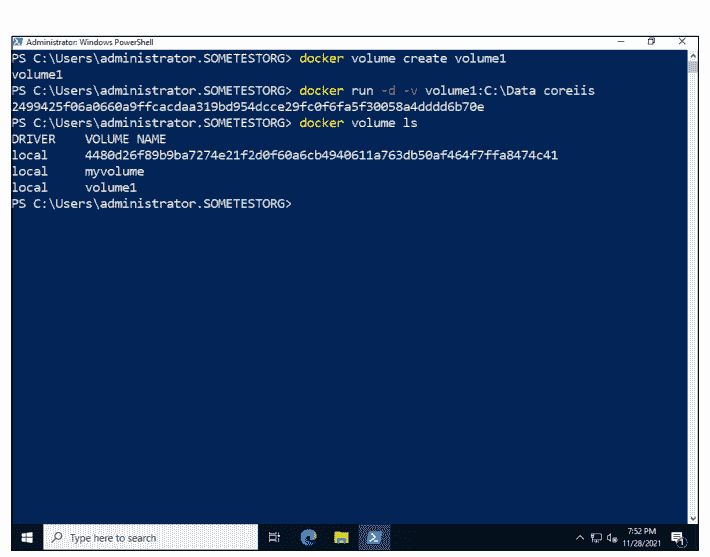 Administrator: Windows PowerShell
PS C:\Users\administrator.SOMETESTORG> docker volume create volume1
volume1
PS C:\Users\administrator.SOMETESTORG> docker run -d -v volume1:C:\Data coreiis
2499425f06a0660a9ffcacdaa319bd954dcce29fc0f6fa5f30058a4dddd6b70e
PS C:\Users\administrator.SOMETESTORG> docker volume ls
DRIVER VOLUME NAME
local 4480d26f89b9ba7274e21f2d0f60a6cb4940611a763db50af464f7ffa8474c41
local myvolume
local volume1
PS C:\Users\administrator.SOMETESTORG>
Type here to search
7:52 PM
11/28/2021
1